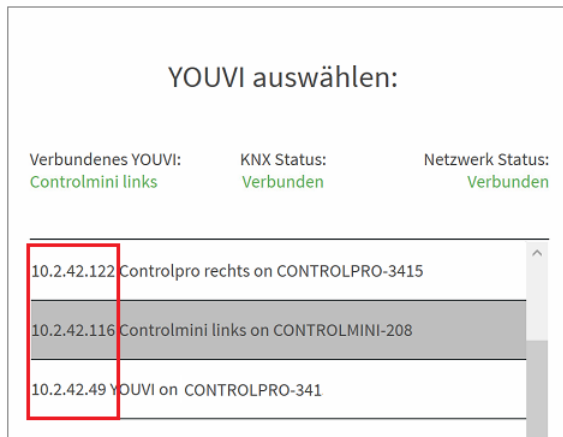 YOUVI auswählen:
Verbundenes YOUVI: KNX Status: Netzwerk Status:
Controlmini links Verbunden Verbunden
10.2.42.122 Controlpro rechts on CONTROLPRO-3415
10.2.42.116 Controlmini links on CONTROLMINI-208
10.2.42.49 YOUVI on CONTROLPRO-341